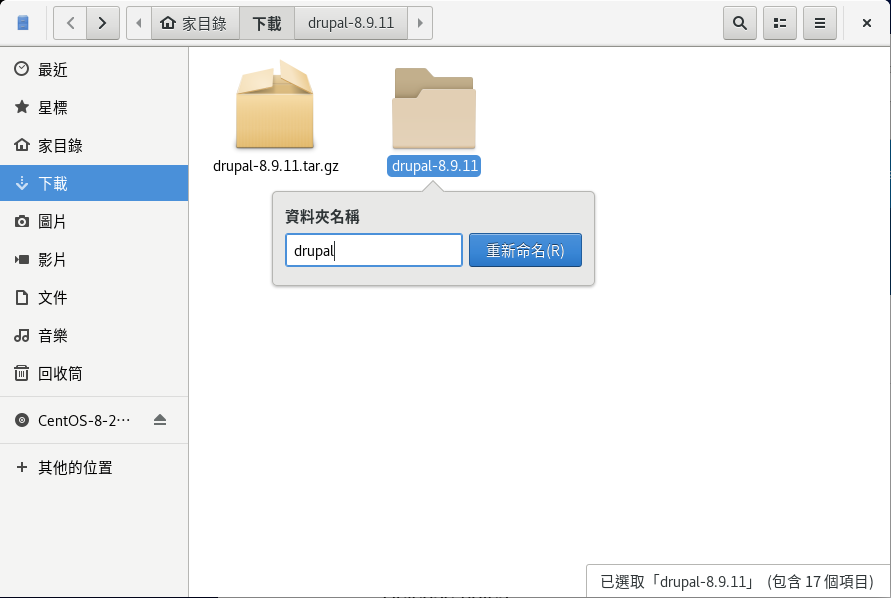 家目錄
下載
drupal-8.9.11
最近
星標
家目錄
下載
圖片
影片
文件
音樂
回收筒
CentOS-8-2…
其他的位置
drupal-8.9.11.tar.gz
drupal-8.9.11
資料夾名稱
drupal
重新命名(R)
已選取「drupal-8.9.11」 (包含 17 個項目)